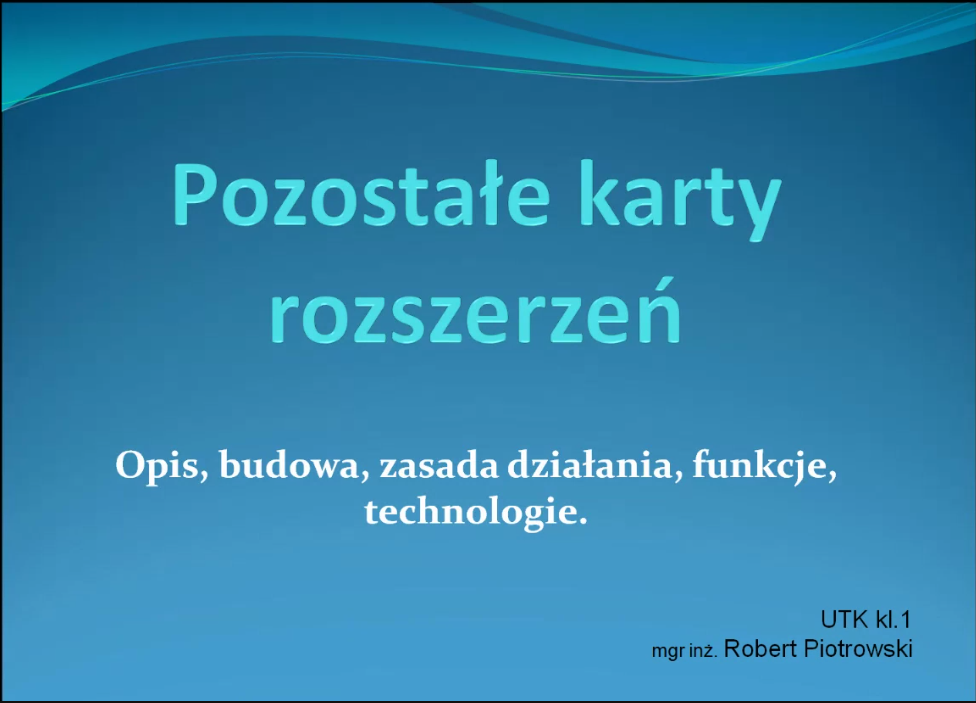 Pozostałe karty
rozszerzeń
Opis, budowa, zasada działania, funkcje,
technologie.
UTK kl.1
mgr inż. Robert Piotrowski